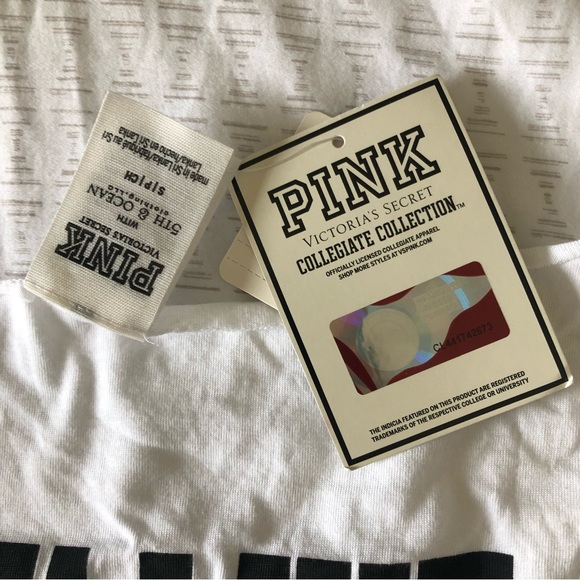 PINK
VICTORIA'S SECRET
WITH
5TH & OCEAN
clothing, LLC
S|P|CH
made in Sri Lanka/fabriqué au Sri
Lanka/hecho en Sri Lanka
PINK
VICTORIA'S SECRET
COLLEGIATE COLLECTION™
OFFICIALLY LICENSED COLLEGIATE APPAREL
SHOP MORE STYLES AT VSPINK.COM
THE INDICIA FEATURED ON THIS PRODUCT ARE REGISTERED
TRADEMARKS OF THE RESPECTIVE COLLEGE OR UNIVERSITY